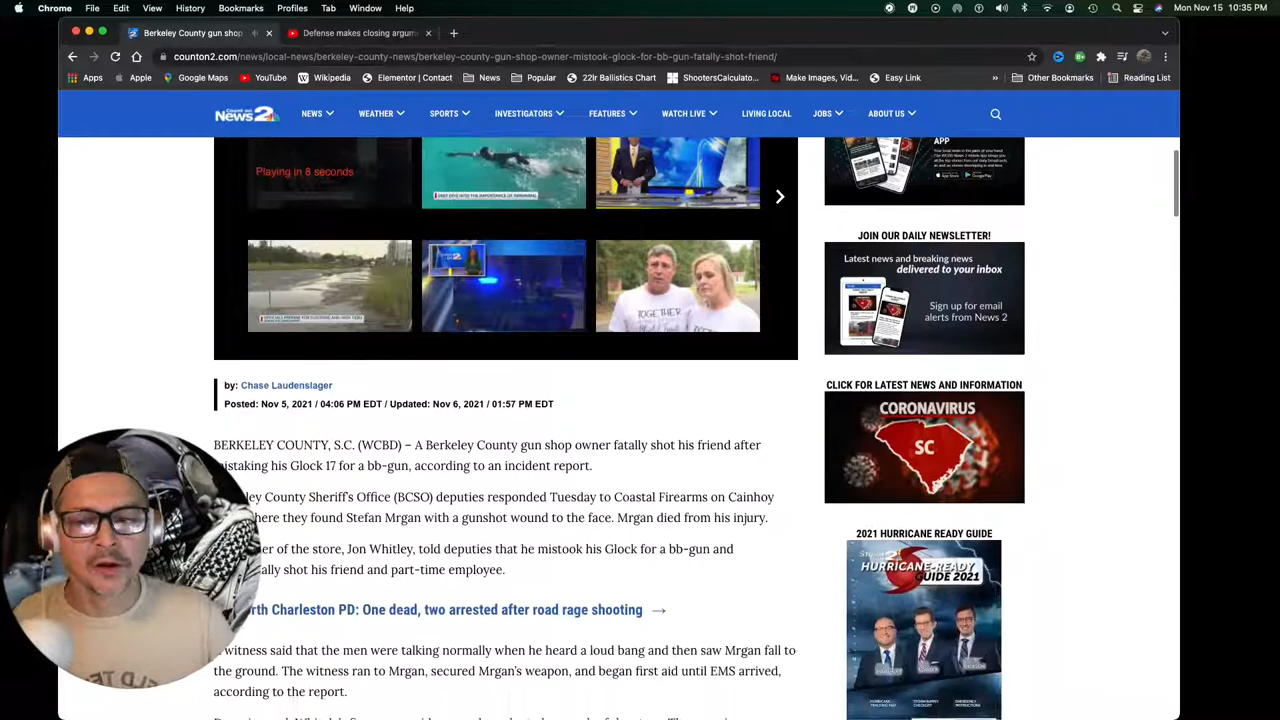 Chrome File Edit View History Bookmarks Profiles Tab Window Help Mon Nov 15 10:35 PM
Berkeley County gun shop
Defense makes closing argum
counton2.com/news/local-news/berkeley-county-news/berkeley-county-gun-shop-owner-mistook-glock-for-bb-gun-fatally-shot-friend/
Apps Apple Google Maps YouTube Wikipedia Elementor | Contact News Popular 22lr Ballistics Chart ShootersCalculato... Make Images, Vid... Easy Link » Other Bookmarks Reading List
News 2 NEWS WEATHER SPORTS INVESTIGATORS FEATURES WATCH LIVE LIVING LOCAL JOBS ABOUT US
Playing in 8 seconds
TOGETHER
by: Chase Laudenslager
Posted: Nov 5, 2021 / 04:06 PM EDT / Updated: Nov 6, 2021 / 01:57 PM EDT
BERKELEY COUNTY, S.C. (WCBD) – A Berkeley County gun shop owner fatally shot his friend after
istaking his Glock 17 for a bb-gun, according to an incident report.
ley County Sheriff's Office (BCSO) deputies responded Tuesday to Coastal Firearms on Cainhoy
here they found Stefan Mrgan with a gunshot wound to the face. Mrgan died from his injury.
er of the store, Jon Whitley, told deputies that he mistook his Glock for a bb-gun and
ally shot his friend and part-time employee.
rth Charleston PD: One dead, two arrested after road rage shooting →
witness said that the men were talking normally when he heard a loud bang and then saw Mrgan fall to
the ground. The witness ran to Mrgan, secured Mrgan's weapon, and began first aid until EMS arrived,
according to the report.
APP
JOIN OUR DAILY NEWSLETTER!
Latest news and breaking news
delivered to your inbox
Sign up for email
alerts from News 2
CLICK FOR LATEST NEWS AND INFORMATION
CORONAVIRUS
SC
2021 HURRICANE READY GUIDE
HURRICANE-READY
GUIDE 2021